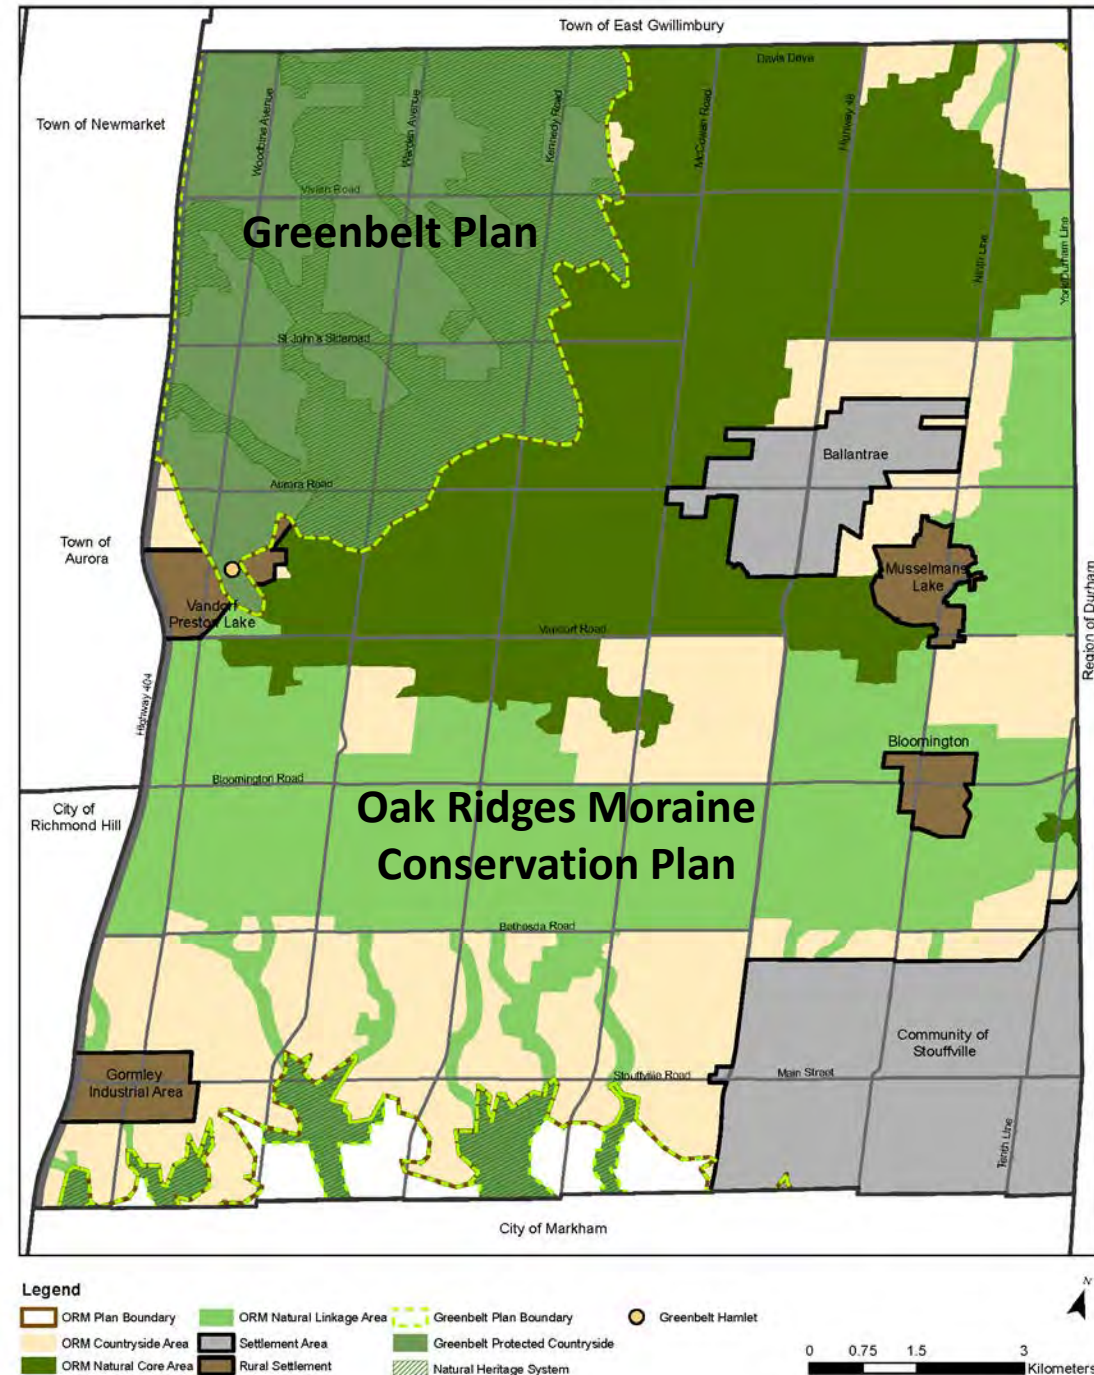 Town of East Gwillimbury
Davis Drive
Town of Newmarket
Woodbine Avenue
Warden Avenue
Kennedy Road
McCowan Road
Highway 48
Vivian Road
Greenbelt Plan
Ninth Line
York/Durham Line
St John's Sideroad
Ballantrae
Aurora Road
Town of
Aurora
Musselmans
Lake
Vandorf
Preston Lake
Vandorf Road
Region of Durham
Highway 404
Bloomington
Bloomington Road
City of
Richmond Hill
Oak Ridges Moraine
Conservation Plan
Bethesda Road
Community of
Stouffville
Gormley
Industrial Area
Stouffville Road
Main Street
Tenth Line
City of Markham
Legend
N
ORM Plan Boundary
ORM Natural Linkage Area
Greenbelt Plan Boundary
Greenbelt Hamlet
ORM Countryside Area
Settlement Area
Greenbelt Protected Countryside
ORM Natural Core Area
Rural Settlement
Natural Heritage System
0 0.75 1.5 3
Kilometers